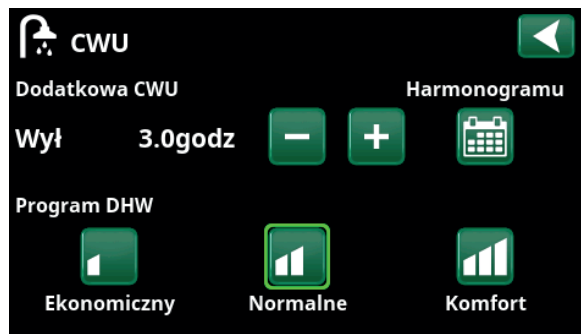 CWU
Dodatkowa CWU Harmonogramu
Wył 3.0godz
Program DHW
Ekonomiczny Normalne Komfort